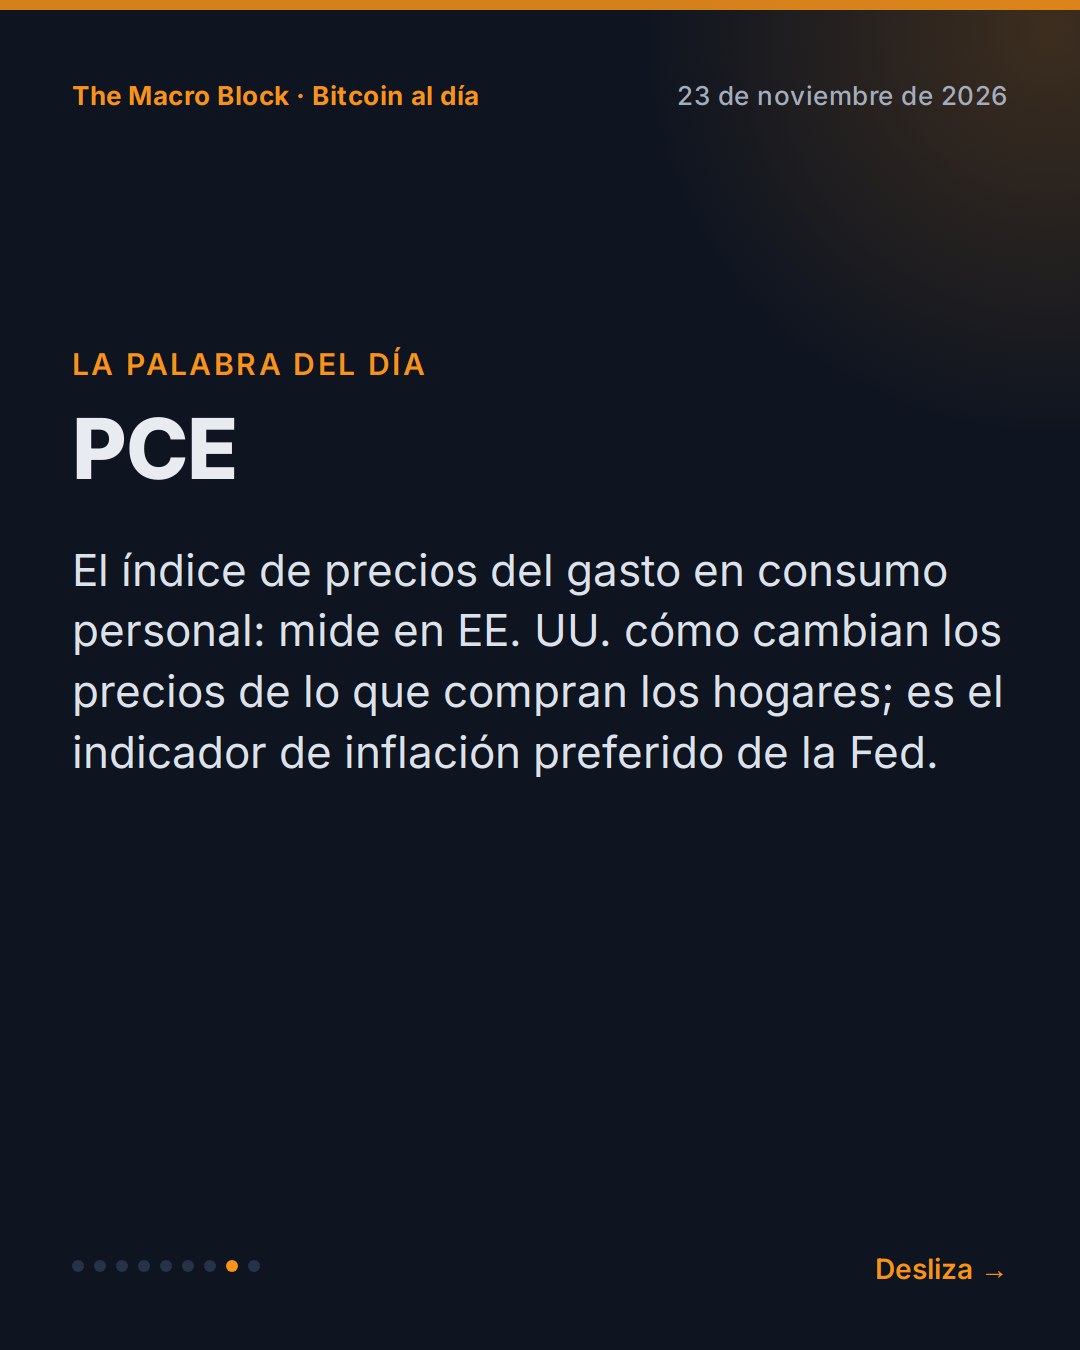 The Macro Block · Bitcoin al día
23 de noviembre de 2026
LA PALABRA DEL DÍA
PCE
El índice de precios del gasto en consumo
personal: mide en EE. UU. cómo cambian los
precios de lo que compran los hogares; es el
indicador de inflación preferido de la Fed.
Desliza →